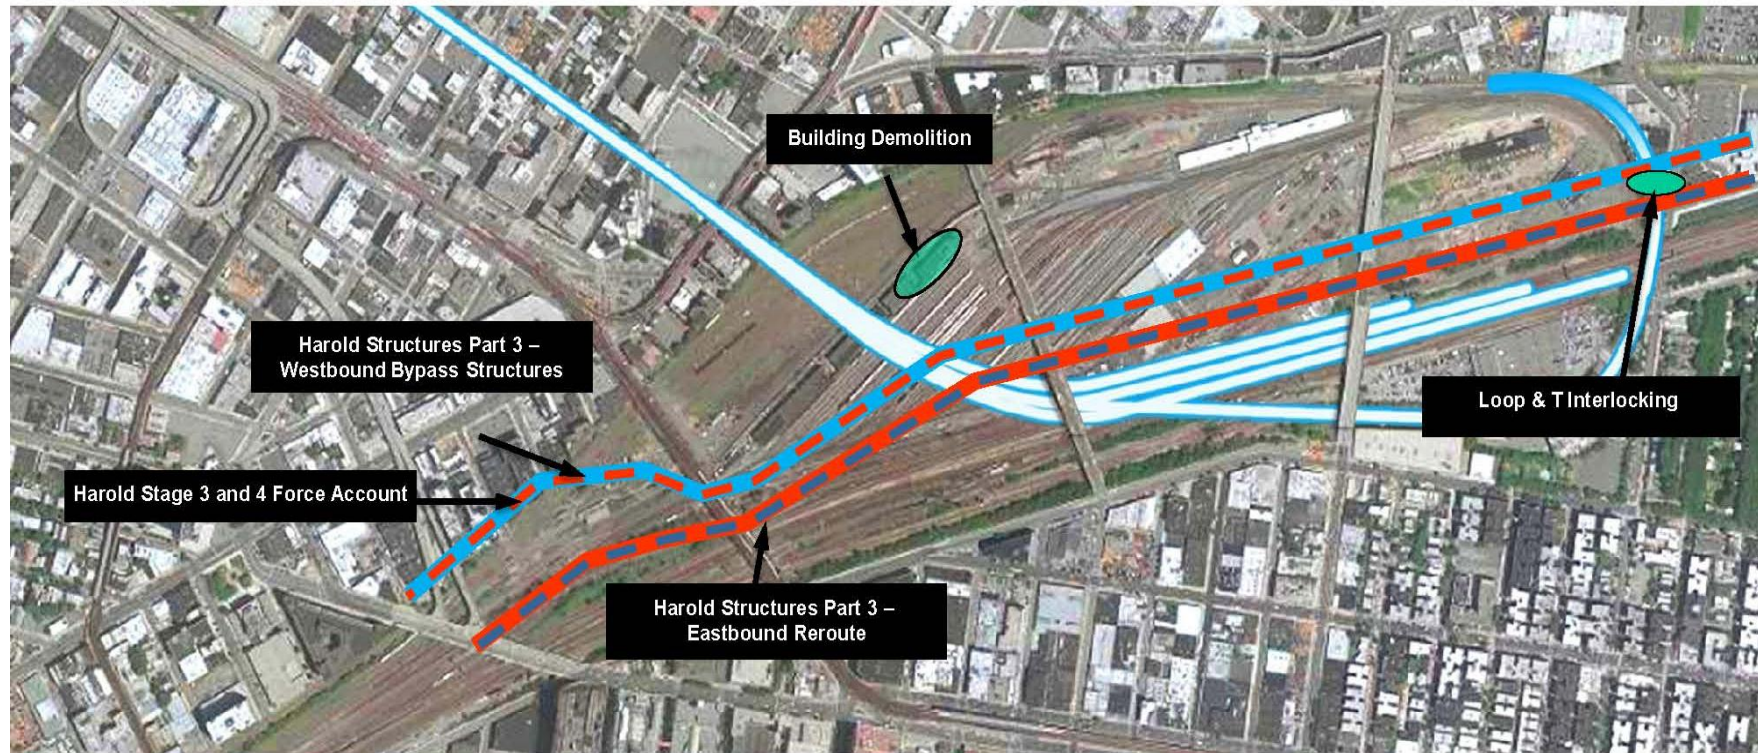 Building Demolition
Harold Structures Part 3 –
Westbound Bypass Structures
Loop & T Interlocking
Harold Stage 3 and 4 Force Account
Harold Structures Part 3 –
Eastbound Reroute